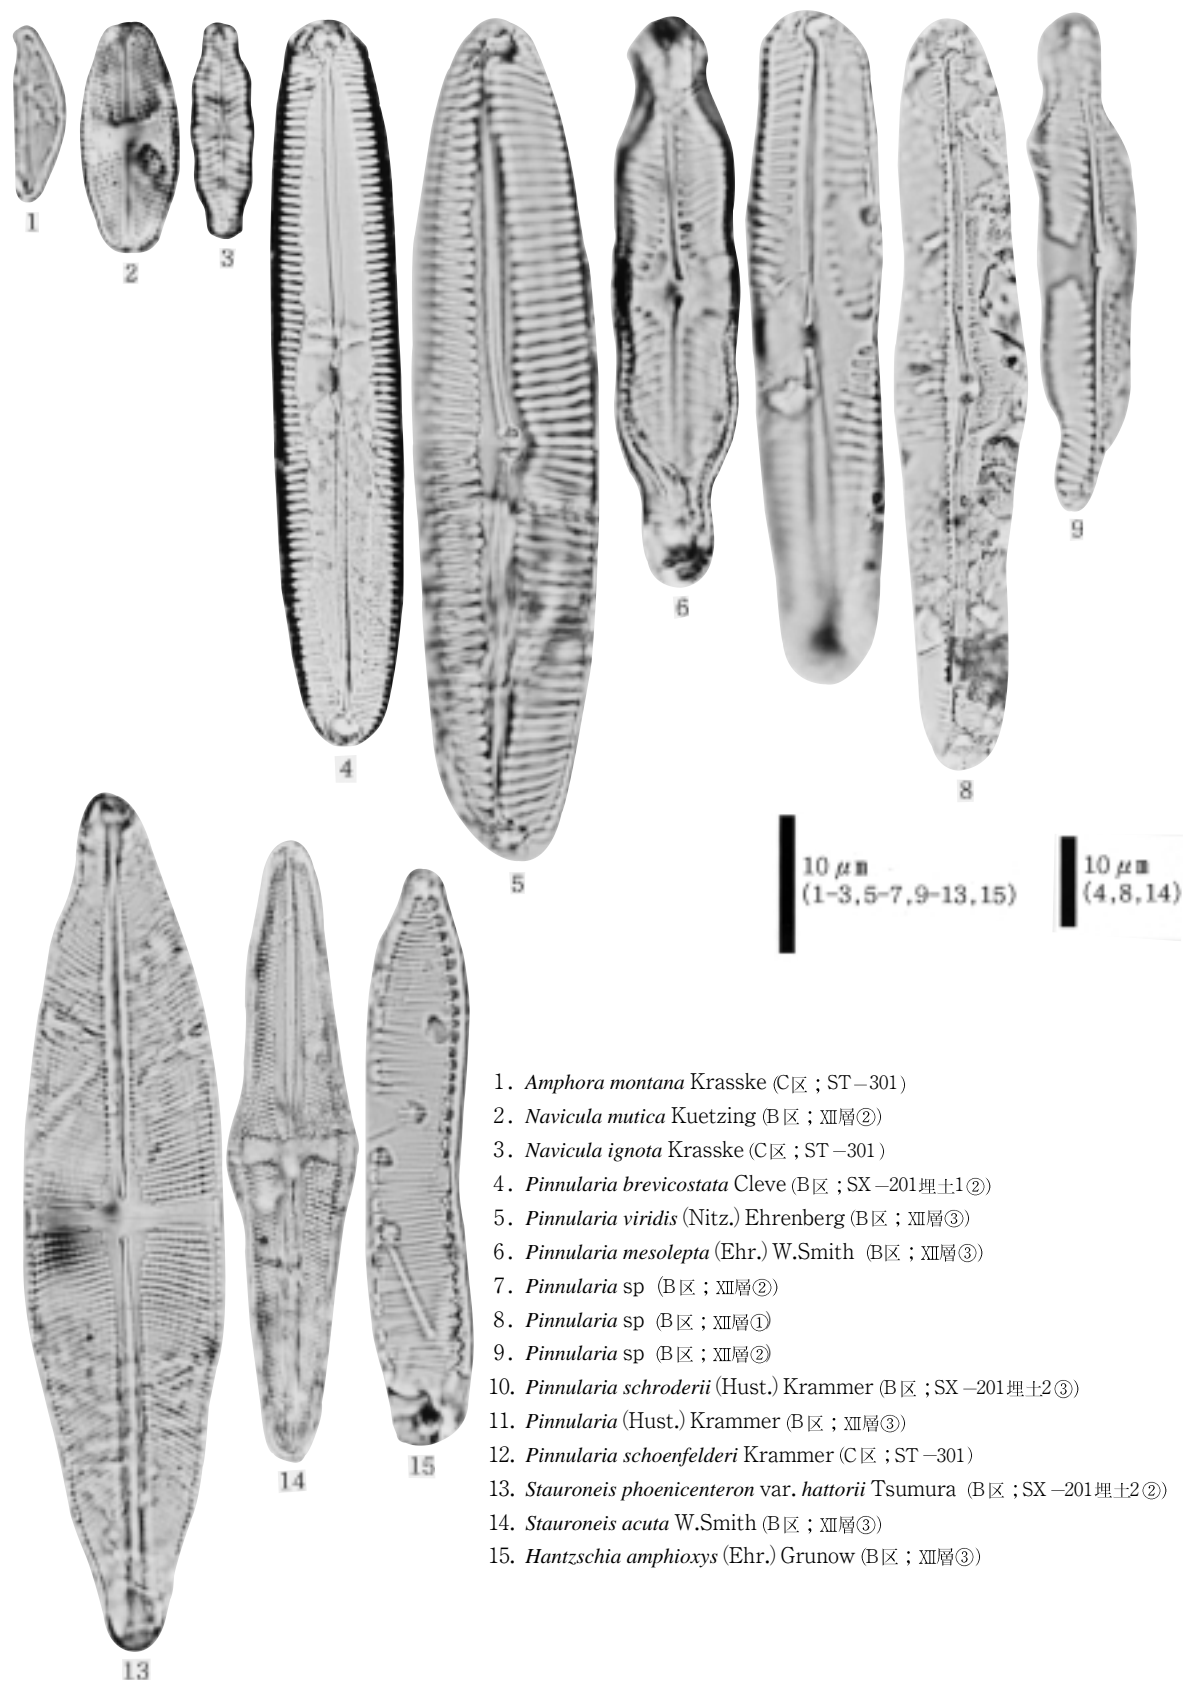 1
2
3
4
5
6
8
9
10 μm
(1-3,5-7,9-13,15)
10 μm
(4,8,14)
13
14
15
1. Amphora montana Krasske (C区；ST－301)
2. Navicula mutica Kuetzing (B区；Ⅻ層②)
3. Navicula ignota Krasske (C区；ST－301)
4. Pinnularia brevicostata Cleve (B区；SX－201埋土1②)
5. Pinnularia viridis (Nitz.) Ehrenberg (B区；Ⅻ層③)
6. Pinnularia mesolepta (Ehr.) W.Smith (B区；Ⅻ層③)
7. Pinnularia sp (B区；Ⅻ層②)
8. Pinnularia sp (B区；Ⅻ層①)
9. Pinnularia sp (B区；Ⅻ層②)
10. Pinnularia schroderii (Hust.) Krammer (B区；SX－201埋土2③)
11. Pinnularia (Hust.) Krammer (B区；Ⅻ層③)
12. Pinnularia schoenfelderi Krammer (C区；ST－301)
13. Stauroneis phoenicenteron var. hattorii Tsumura (B区；SX－201埋土2②)
14. Stauroneis acuta W.Smith (B区；Ⅻ層③)
15. Hantzschia amphioxys (Ehr.) Grunow (B区；Ⅻ層③)